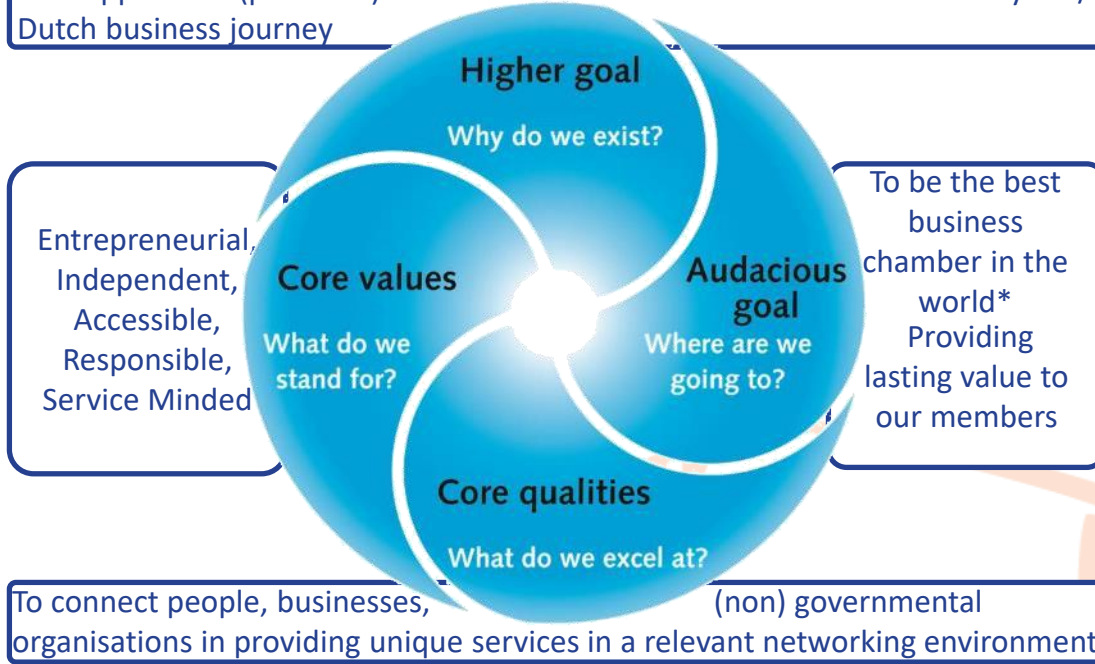 Dutch business journey
Higher goal
Why do we exist?
Entrepreneurial,
Independent,
Accessible,
Responsible,
Service Minded
Core values
What do we
stand for?
Audacious
goal
Where are we
going to?
To be the best
business
chamber in the
world*
Providing
lasting value to
our members
Core qualities
What do we excel at?
To connect people, businesses, (non) governmental
organisations in providing unique services in a relevant networking environment